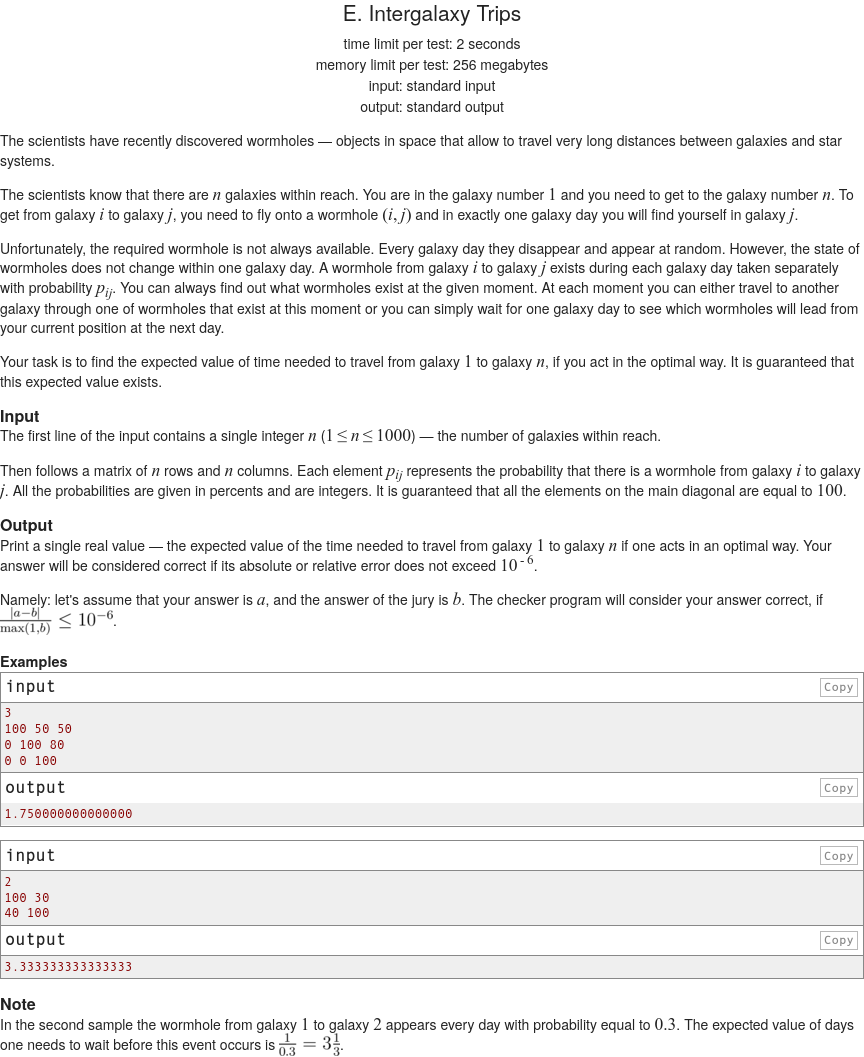 E. Intergalaxy Trips
time limit per test: 2 seconds
memory limit per test: 256 megabytes
input: standard input
output: standard output
The scientists have recently discovered wormholes — objects in space that allow to travel very long distances between galaxies and star
systems.
The scientists know that there are n galaxies within reach. You are in the galaxy number 1 and you need to get to the galaxy number n. To
get from galaxy i to galaxy j, you need to fly onto a wormhole (i, j) and in exactly one galaxy day you will find yourself in galaxy j.
Unfortunately, the required wormhole is not always available. Every galaxy day they disappear and appear at random. However, the state of
wormholes does not change within one galaxy day. A wormhole from galaxy i to galaxy j exists during each galaxy day taken separately
with probability p_ij. You can always find out what wormholes exist at the given moment. At each moment you can either travel to another
galaxy through one of wormholes that exist at this moment or you can simply wait for one galaxy day to see which wormholes will lead from
your current position at the next day.
Your task is to find the expected value of time needed to travel from galaxy 1 to galaxy n, if you act in the optimal way. It is guaranteed that
this expected value exists.
Input
The first line of the input contains a single integer n (1 ≤ n ≤ 1000) — the number of galaxies within reach.
Then follows a matrix of n rows and n columns. Each element p_ij represents the probability that there is a wormhole from galaxy i to galaxy
j. All the probabilities are given in percents and are integers. It is guaranteed that all the elements on the main diagonal are equal to 100.
Output
Print a single real value — the expected value of the time needed to travel from galaxy 1 to galaxy n if one acts in an optimal way. Your
answer will be considered correct if its absolute or relative error does not exceed 10^-6.
Namely: let's assume that your answer is a, and the answer of the jury is b. The checker program will consider your answer correct, if
|a−b|/max(1,b) ≤ 10^−6.
Examples
input
Copy
3
100 50 50
0 100 80
0 0 100
output
Copy
1.750000000000000
input
Copy
2
100 30
40 100
output
Copy
3.333333333333333
Note
In the second sample the wormhole from galaxy 1 to galaxy 2 appears every day with probability equal to 0.3. The expected value of days
one needs to wait before this event occurs is 1/0.3 = 3 1/3.